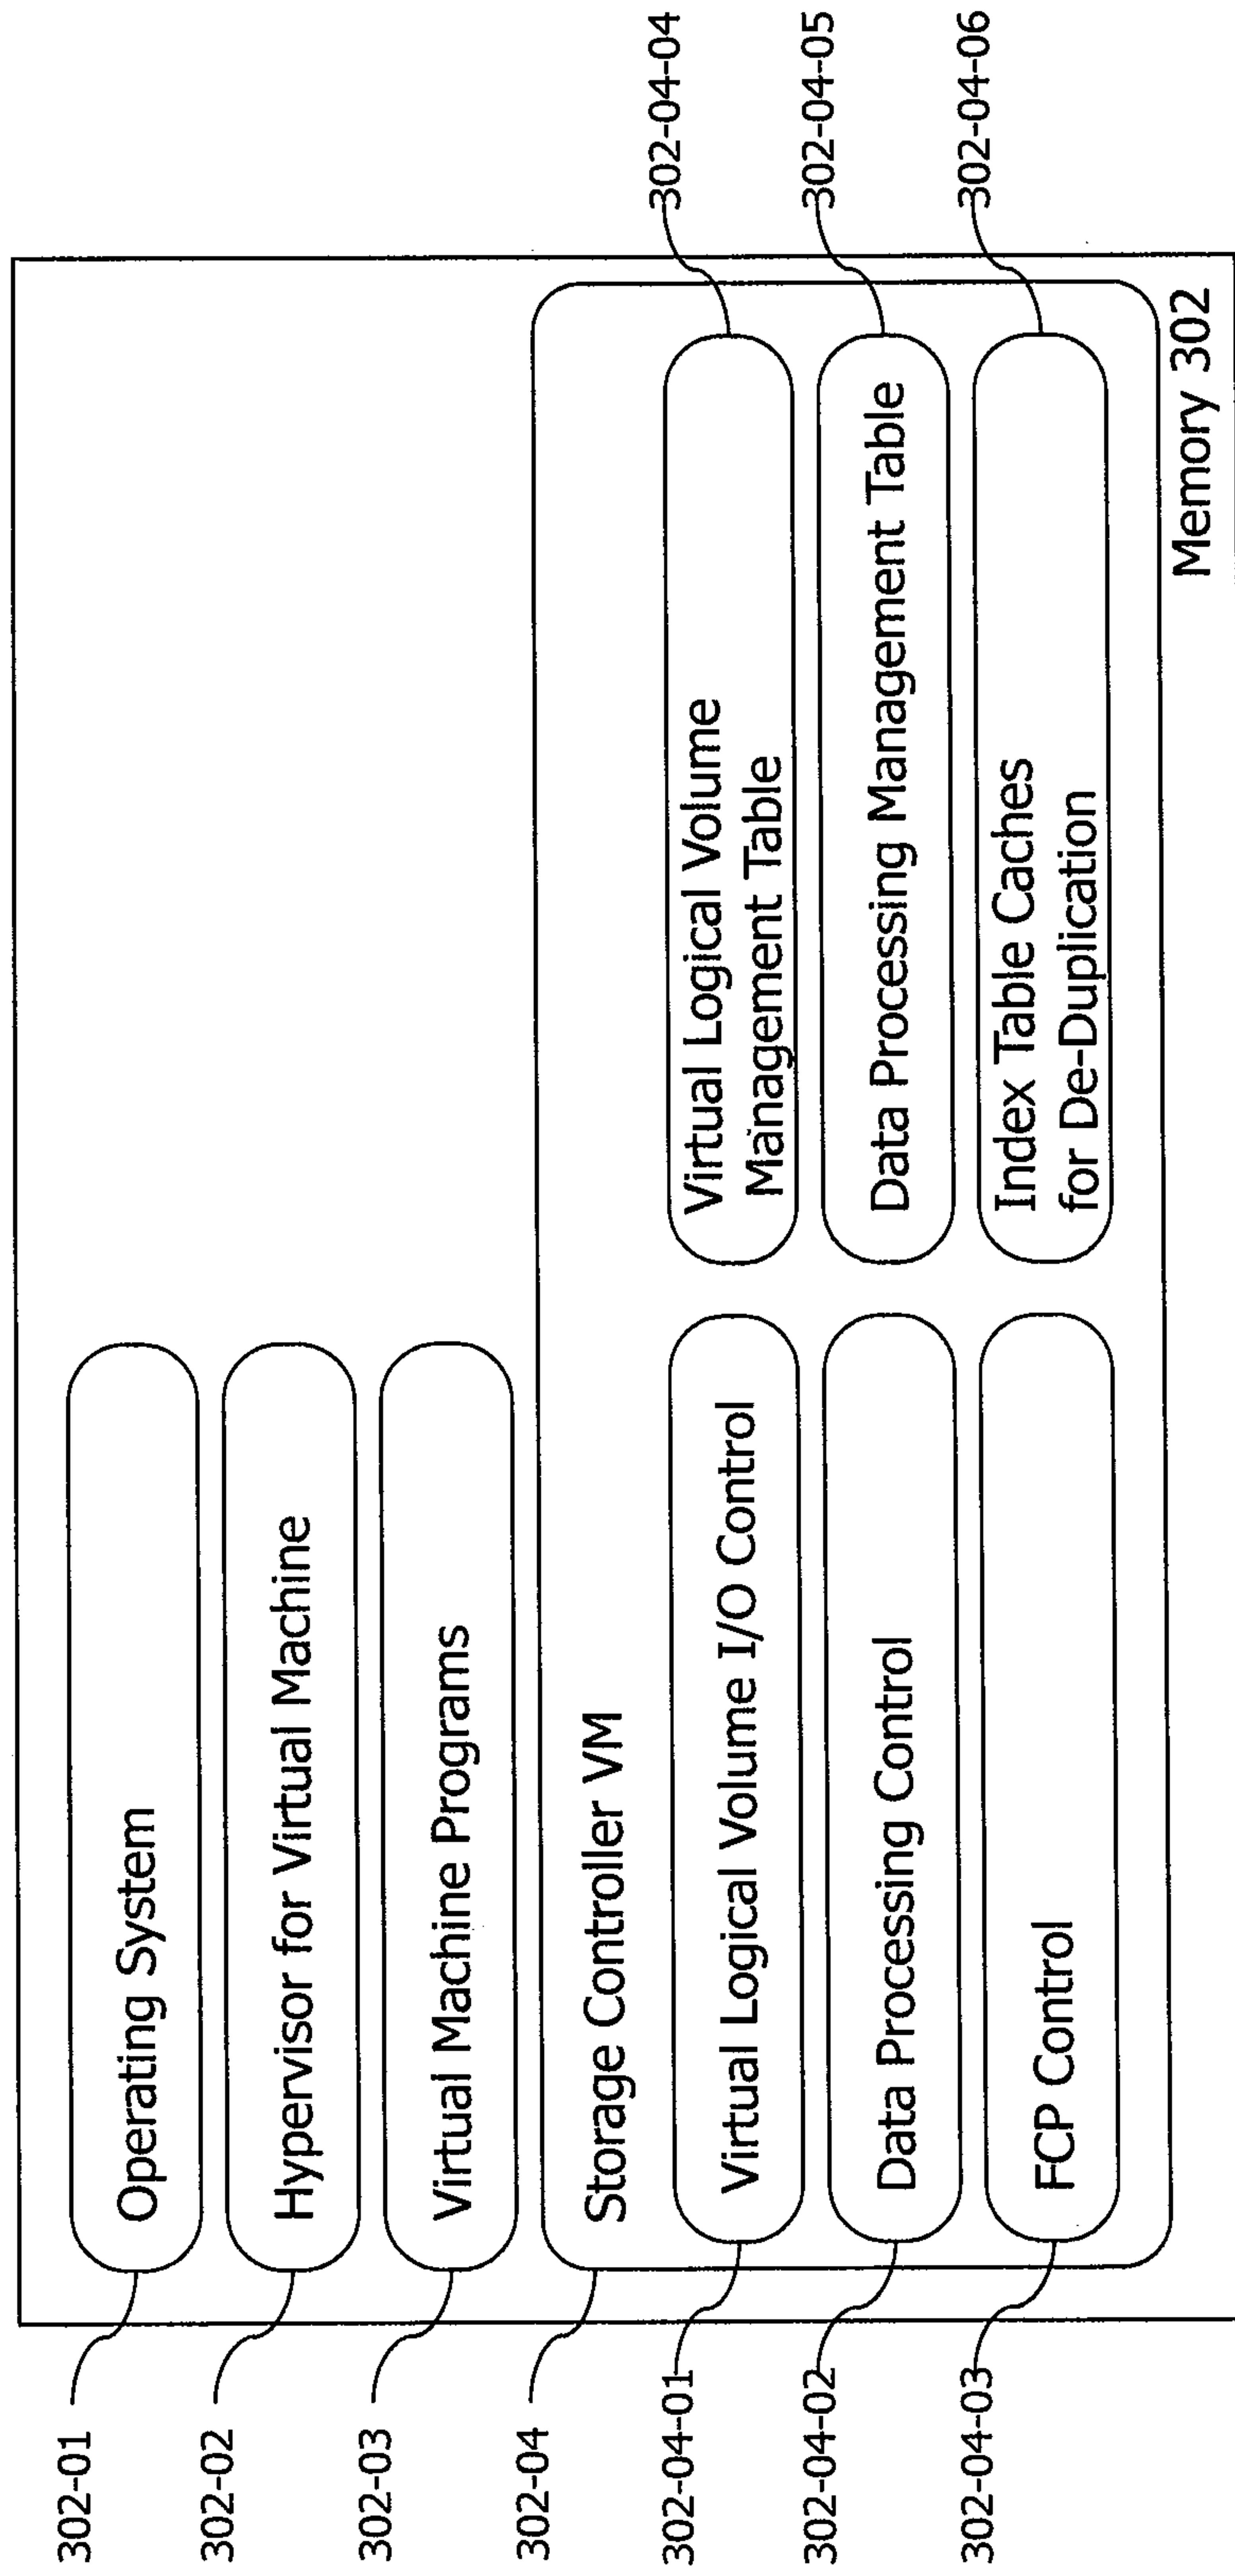 302-01
Operating System
302-02
Hypervisor for Virtual Machine
302-03
Virtual Machine Programs
302-04
Storage Controller VM
302-04-01
Virtual Logical Volume I/O Control
302-04-02
Data Processing Control
302-04-03
FCP Control
Virtual Logical Volume
Management Table
302-04-04
Data Processing Management Table
302-04-05
Index Table Caches
for De-Duplication
302-04-06
Memory 302